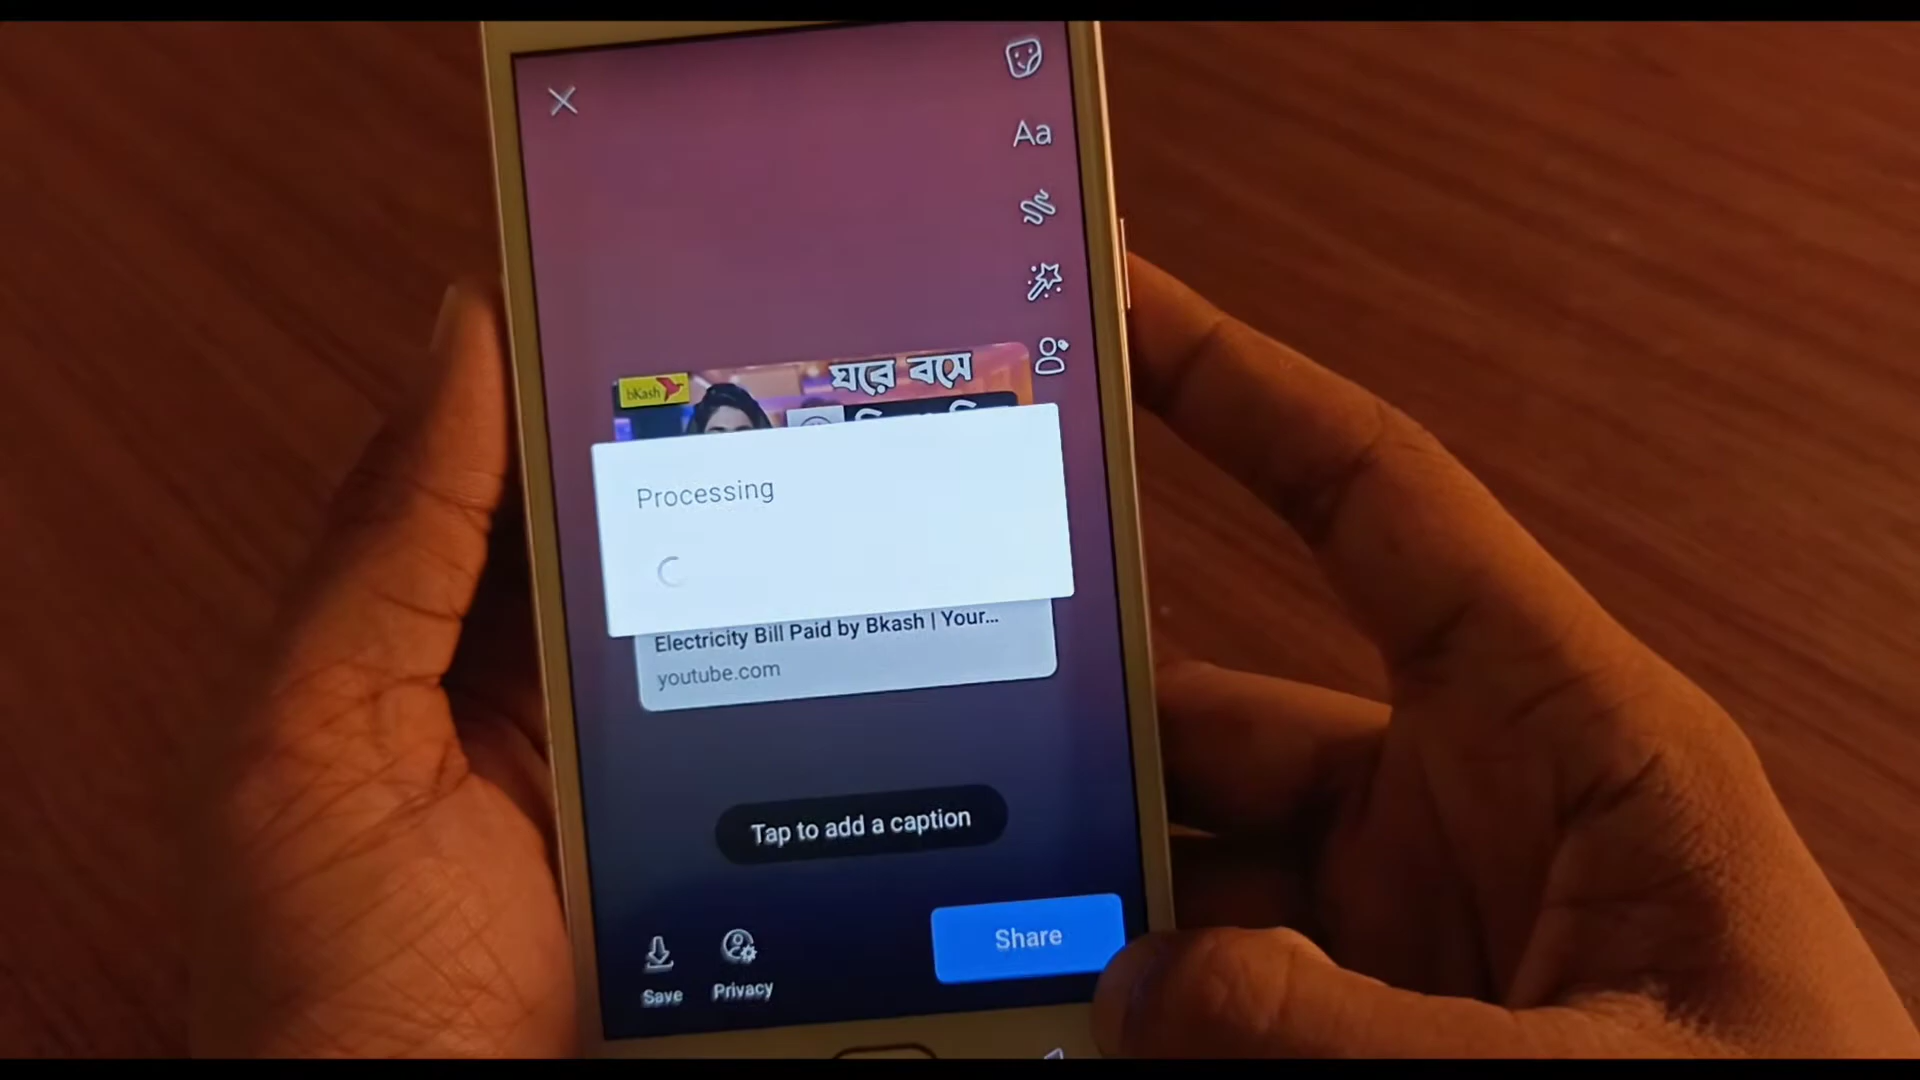 Aa
bKash
ঘরে বসে
Processing
Electricity Bill Paid by Bkash | Your...
youtube.com
Tap to add a caption
Save
Privacy
Share